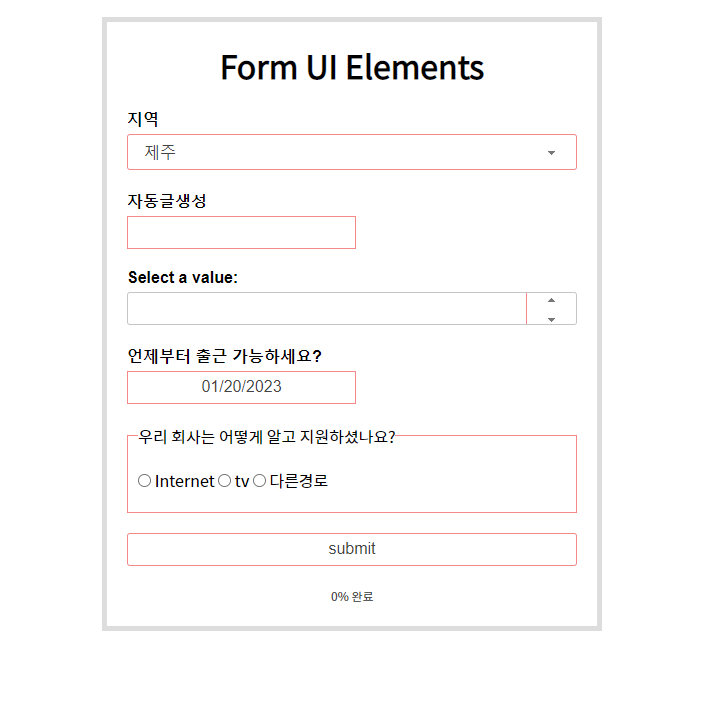 Form UI Elements
지역
제주
자동글생성
Select a value:
언제부터 출근 가능하세요?
01/20/2023
우리 회사는 어떻게 알고 지원하셨나요?
Internet tv 다른경로
submit
0% 완료